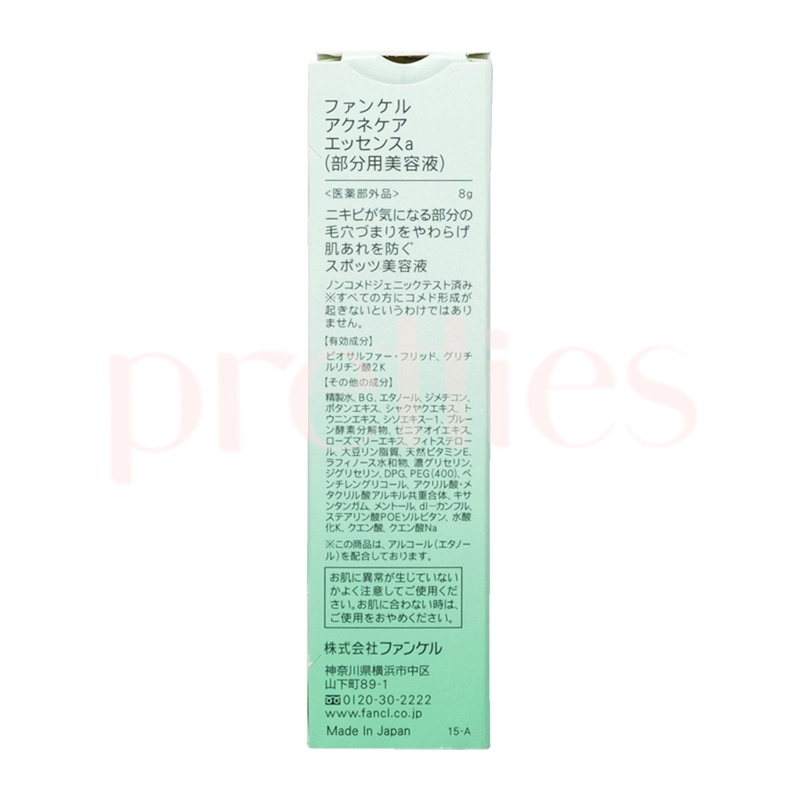 ファンケル
アクネケア
エッセンスa
(部分用美容液)
<医薬部外品> 8g
ニキビが気になる部分の
毛穴づまりをやわらげ
肌あれを防ぐ
スポッツ美容液
ノンコメドジェニックテスト済み
※すべての方にコメド形成が
起きないというわけではあり
ません。
【有効成分】
ビオサルファー・フリッド、グリチ
ルリチン酸2K
【その他の成分】
精製水、BG、エタノール、ジメチコン、
ボタンエキス、シャクヤクエキス、ト
ウニンエキス、シソエキス-1、プルー
ン酵素分解物、ゼニアオイエキス、
ローズマリーエキス、フィトステロー
ル、大豆リン脂質、天然ビタミンE、
ラフィノース水和物、濃グリセリン、
ジグリセリン、DPG、PEG(400)、ペ
ンチレングリコール、アクリル酸・メ
タクリル酸アルキル共重合体、キサ
ンタンガム、メントール、dl-カンフル、
ステアリン酸POEソルビタン、水酸
化K、クエン酸、クエン酸Na
※この商品は、アルコール(エタノー
ル)を配合しております。
お肌に異常が生じていない
かよく注意してご使用くだ
さい。お肌に合わない時は、
ご使用をおやめください。
株式会社ファンケル
神奈川県横浜市中区
山下町89-1
0120-30-2222
www.fancl.co.jp
Made In Japan 15-A
pretties